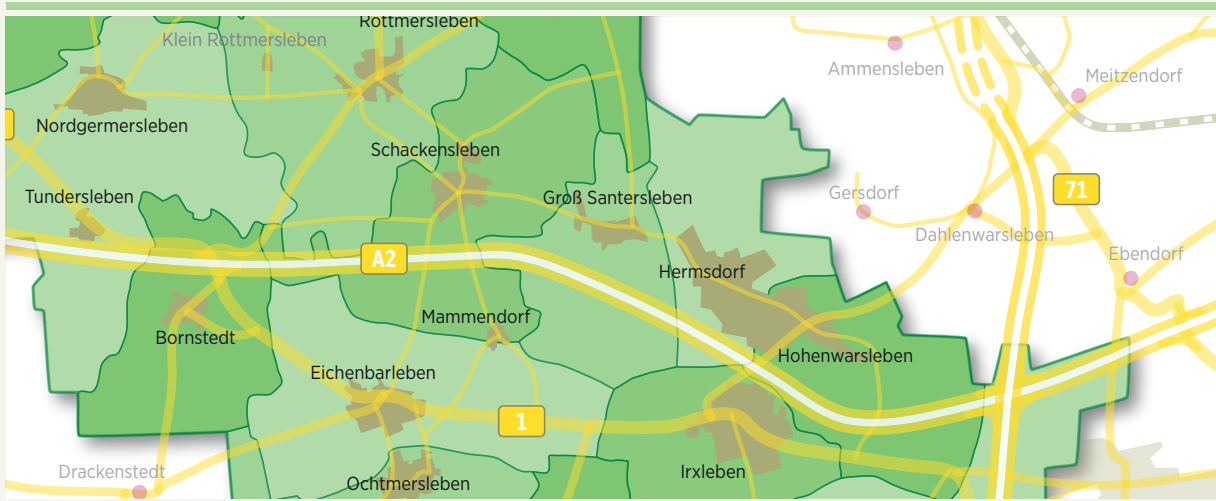 Rottmersleben
Klein Rottmersleben
Ammensleben
Meitzendorf
Nordgermersleben
Schackensleben
Tundersleben
Groß Santersleben
Gersdorf
71
Dahlenwarsleben
A2
Ebendorf
Hermsdorf
Mammendorf
Bornstedt
Hohenwarsleben
Eichenbarleben
1
Drackenstedt
Irxleben
Ochtmersleben